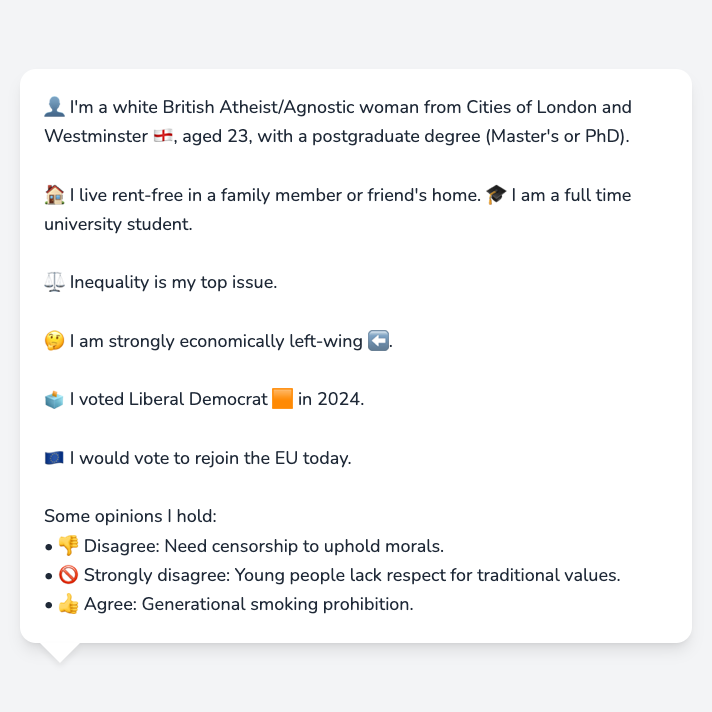 👤 I'm a white British Atheist/Agnostic woman from Cities of London and
Westminster 🏴󠁧󠁢󠁥󠁮󠁧󠁿, aged 23, with a postgraduate degree (Master's or PhD).
🏠 I live rent-free in a family member or friend's home. 🎓 I am a full time
university student.
⚖️ Inequality is my top issue.
🤔 I am strongly economically left-wing ⬅️.
🗳️ I voted Liberal Democrat 🟧 in 2024.
🇪🇺 I would vote to rejoin the EU today.
Some opinions I hold:
• 👎 Disagree: Need censorship to uphold morals.
• 🚫 Strongly disagree: Young people lack respect for traditional values.
• 👍 Agree: Generational smoking prohibition.